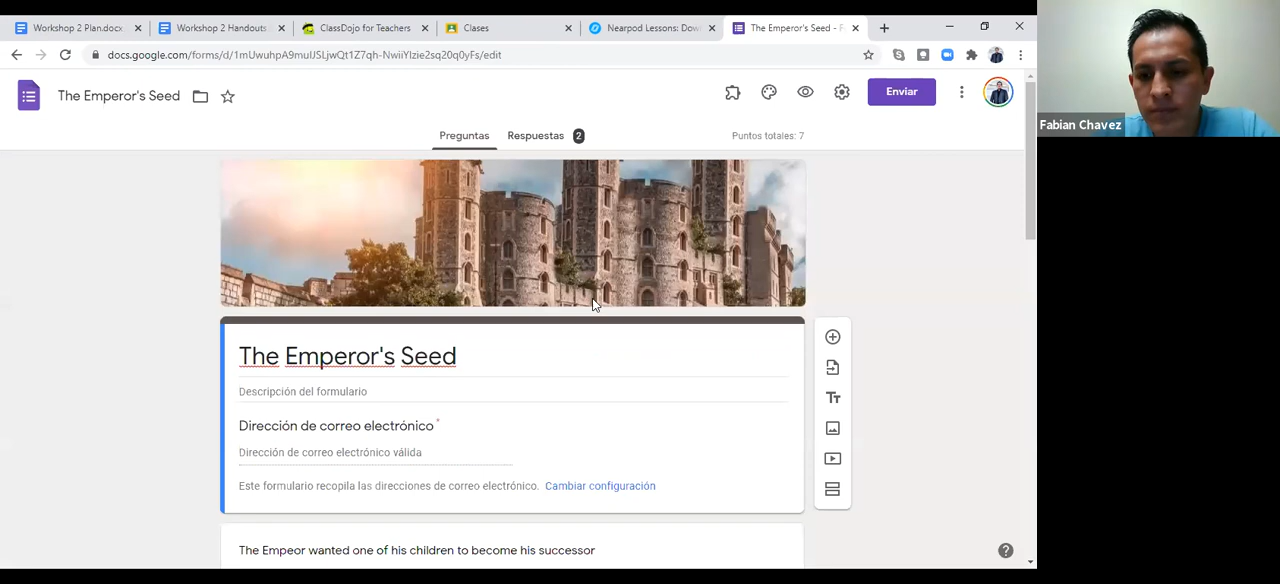 Workshop 2 Plan.docx
Workshop 2 Handouts
ClassDojo for Teachers
Clases
Nearpod Lessons: Dow
The Emperor's Seed - F
docs.google.com/forms/d/1mUwuhpA9muIJSLjwQt1Z7qh-NwiiYIzie2sq20q0yFs/edit
The Emperor's Seed
Enviar
Preguntas
Respuestas 2
Puntos totales: 7
The Emperor's Seed
Descripción del formulario
Dirección de correo electrónico *
Dirección de correo electrónico válida
Este formulario recopila las direcciones de correo electrónico. Cambiar configuración
The Empeor wanted one of his children to become his successor
Fabian Chavez